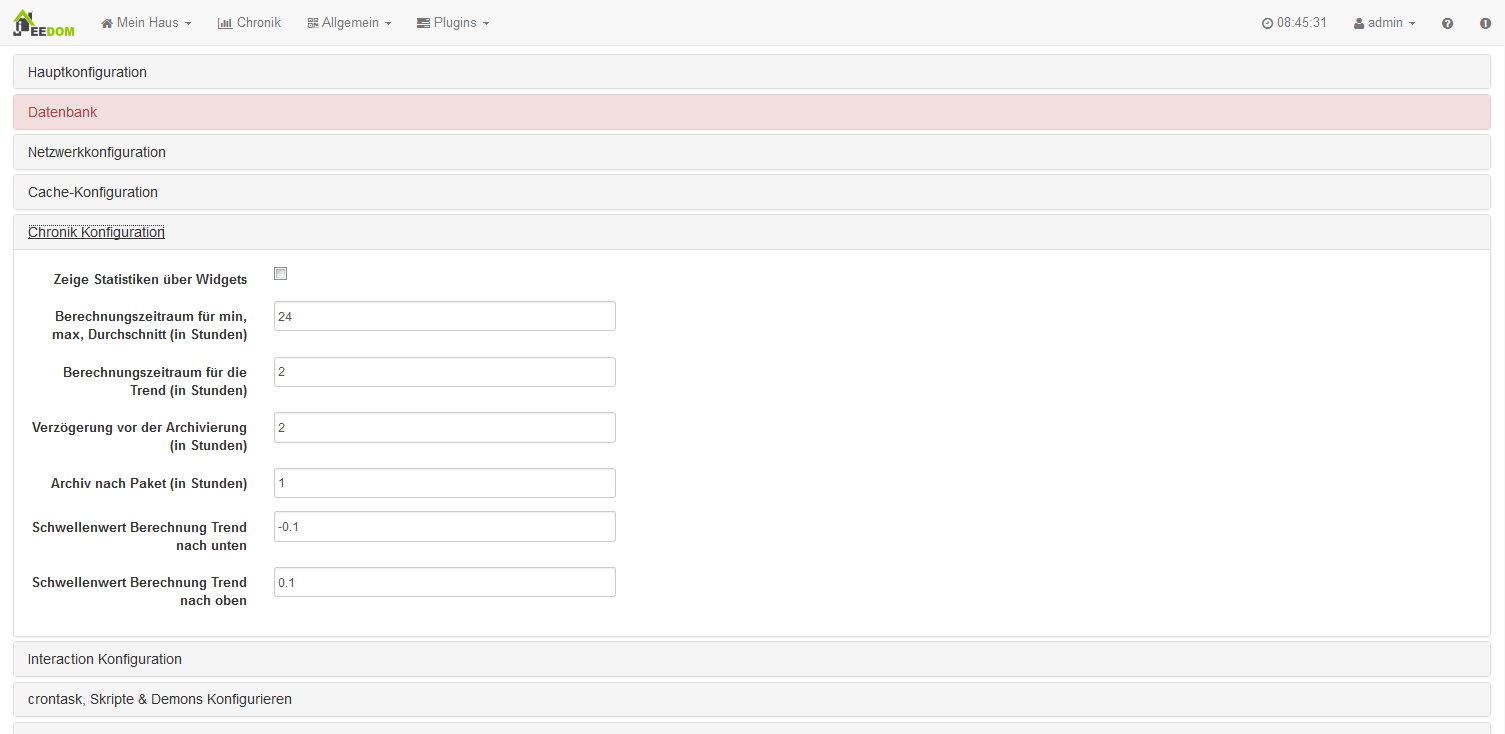 JEEDOM Mein Haus Chronik Allgemein Plugins 08:45:31 admin
Hauptkonfiguration
Datenbank
Netzwerkkonfiguration
Cache-Konfiguration
Chronik Konfiguration
Zeige Statistiken über Widgets
Berechnungszeitraum für min,
max, Durchschnitt (in Stunden)
24
Berechnungszeitraum für die
Trend (in Stunden)
2
Verzögerung vor der Archivierung
(in Stunden)
2
Archiv nach Paket (in Stunden)
1
Schwellenwert Berechnung Trend
nach unten
-0.1
Schwellenwert Berechnung Trend
nach oben
0.1
Interaction Konfiguration
crontask, Skripte & Demons Konfigurieren